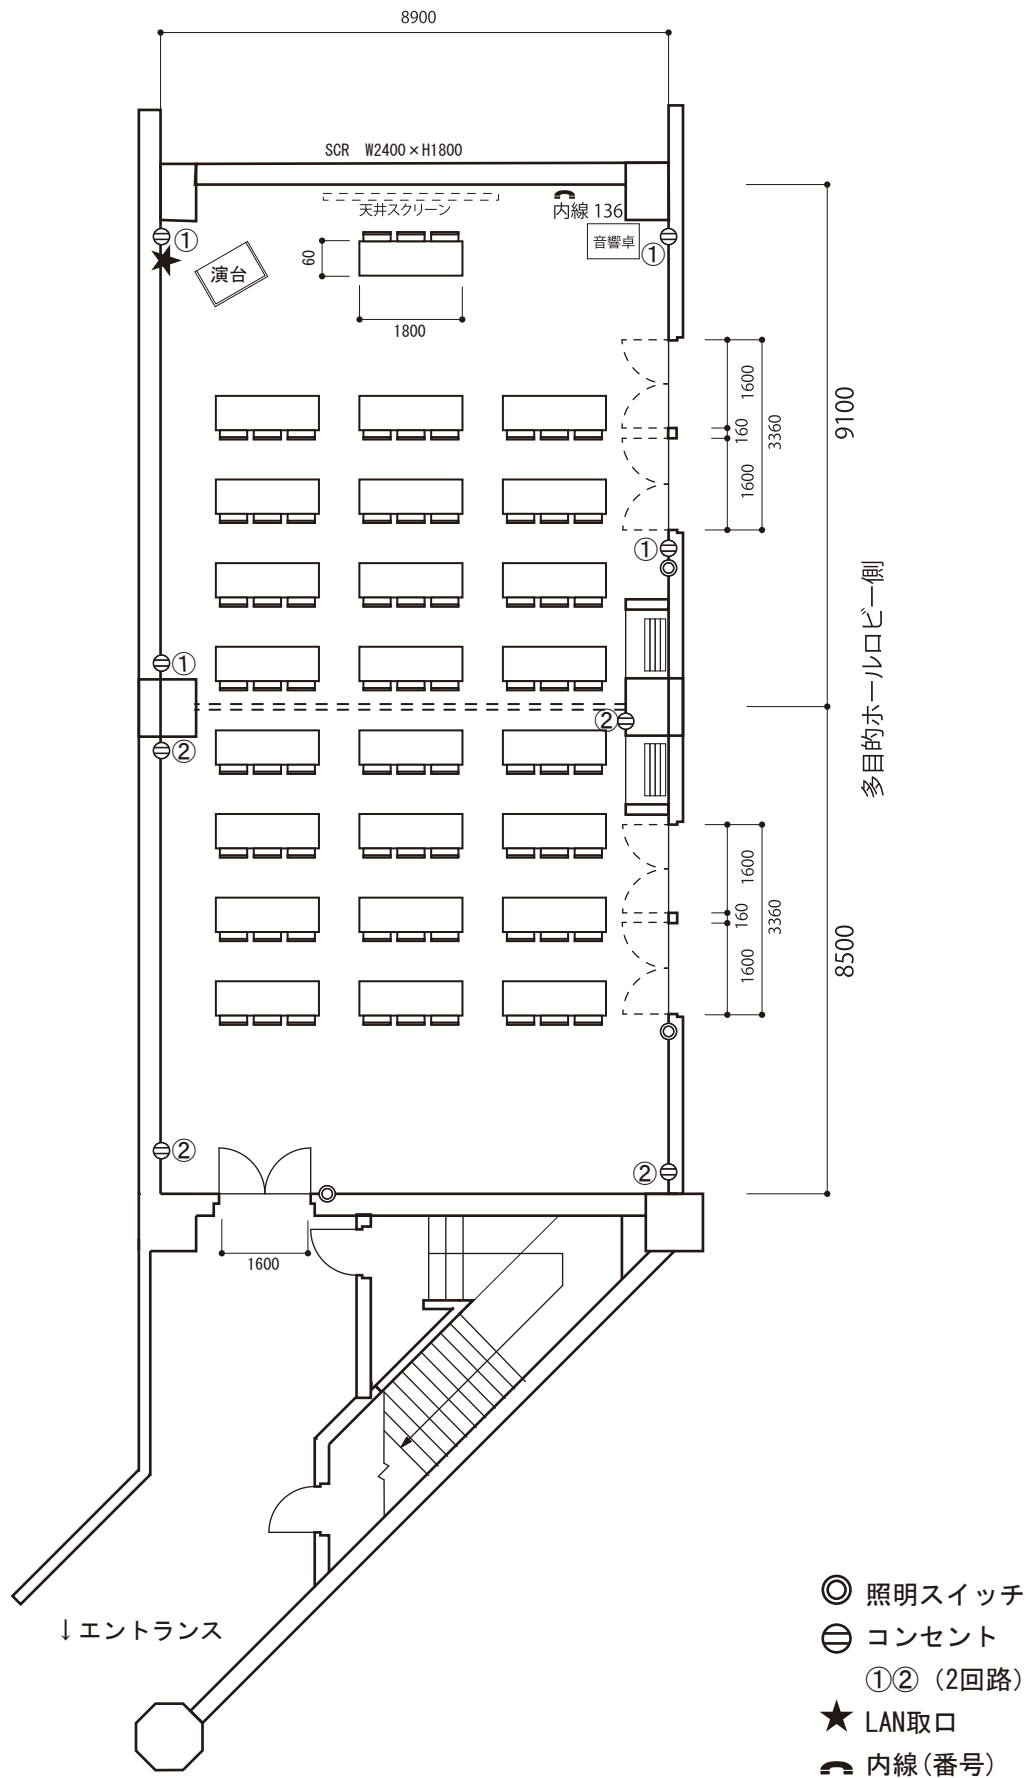 8900
SCR W2400×H1800
天井スクリーン
内線 136
音響卓
①
①
演台
60
1800
1600
160
3360
1600
9100
①
①
②
②
多目的ホールロビー側
1600
160
3360
1600
8500
②
②
1600
↓エントランス
照明スイッチ
コンセント
①②（2回路）
LAN取口
内線(番号)